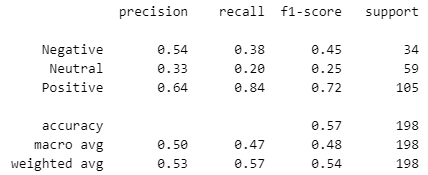 precision recall f1-score support
Negative 0.54 0.38 0.45 34
Neutral 0.33 0.20 0.25 59
Positive 0.64 0.84 0.72 105
accuracy 0.57 198
macro avg 0.50 0.47 0.48 198
weighted avg 0.53 0.57 0.54 198